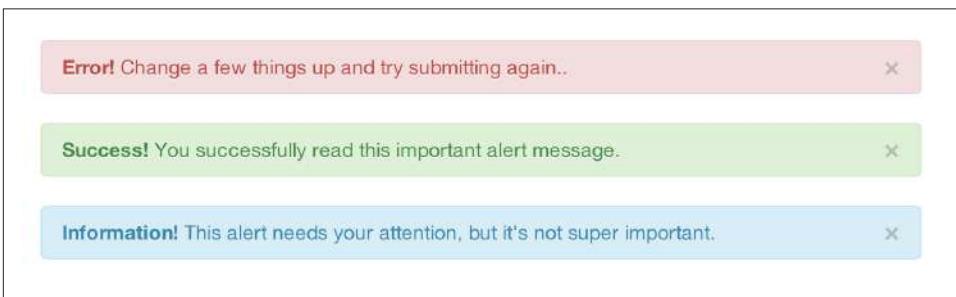 Error! Change a few things up and try submitting again..  ×
Success! You successfully read this important alert message.  ×
Information! This alert needs your attention, but it's not super important.  ×